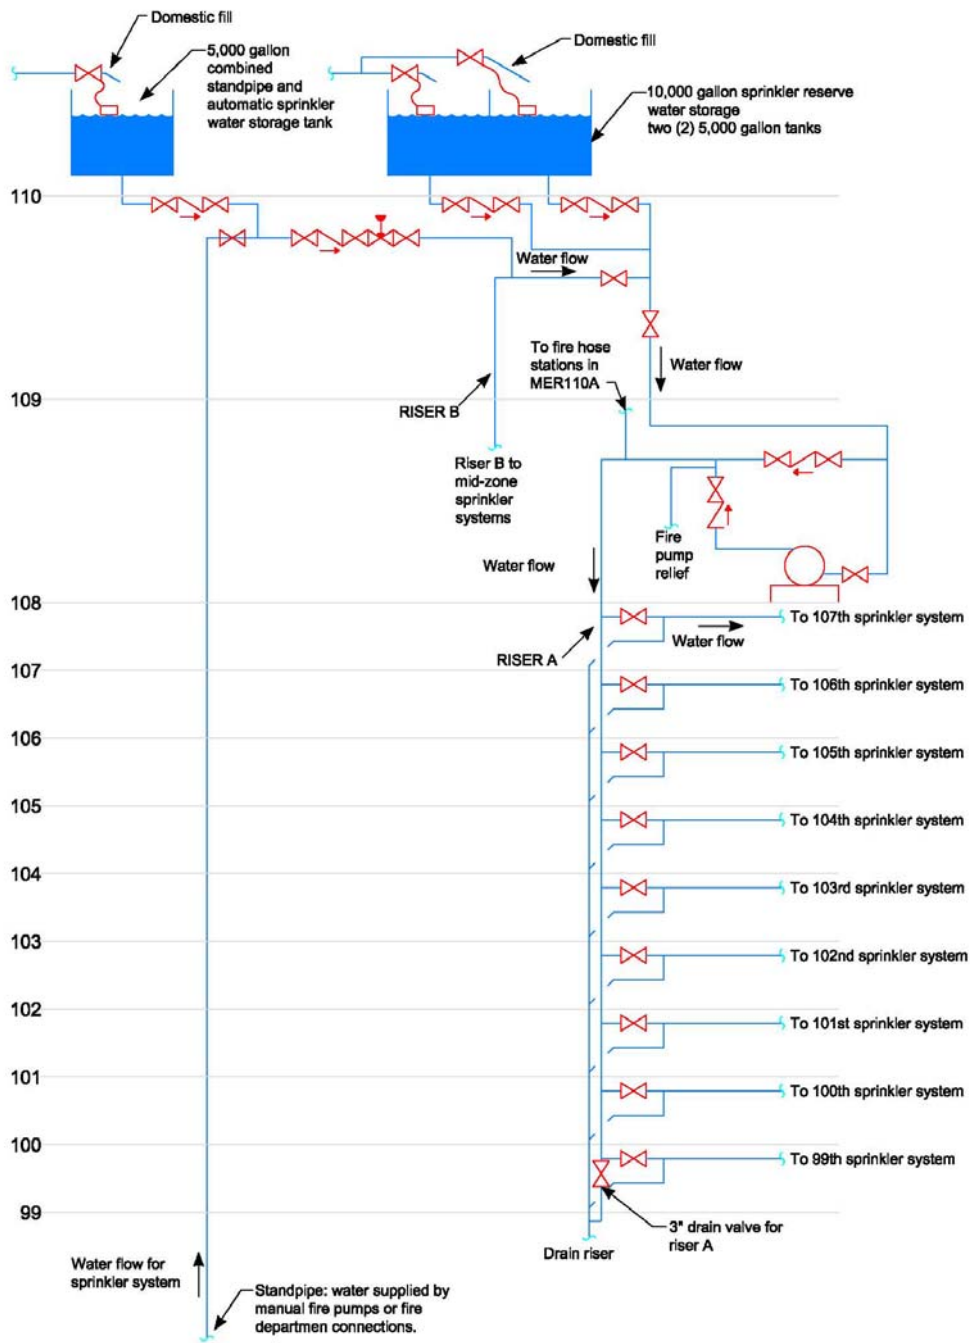 Domestic fill
5,000 gallon
combined
standpipe and
automatic sprinkler
water storage tank
Domestic fill
10,000 gallon sprinkler reserve
water storage
two (2) 5,000 gallon tanks
110
Water flow
To fire hose
stations in
MER110A
Water flow
109
RISER B
Riser B to
mid-zone
sprinkler
systems
Fire
pump
relief
Water flow
108
To 107th sprinkler system
Water flow
RISER A
107
To 106th sprinkler system
106
To 105th sprinkler system
105
To 104th sprinkler system
104
To 103rd sprinkler system
103
To 102nd sprinkler system
102
To 101st sprinkler system
101
To 100th sprinkler system
100
To 99th sprinkler system
99
3" drain valve for
riser A
Drain riser
Water flow for
sprinkler system
Standpipe: water supplied by
manual fire pumps or fire
departmen connections.